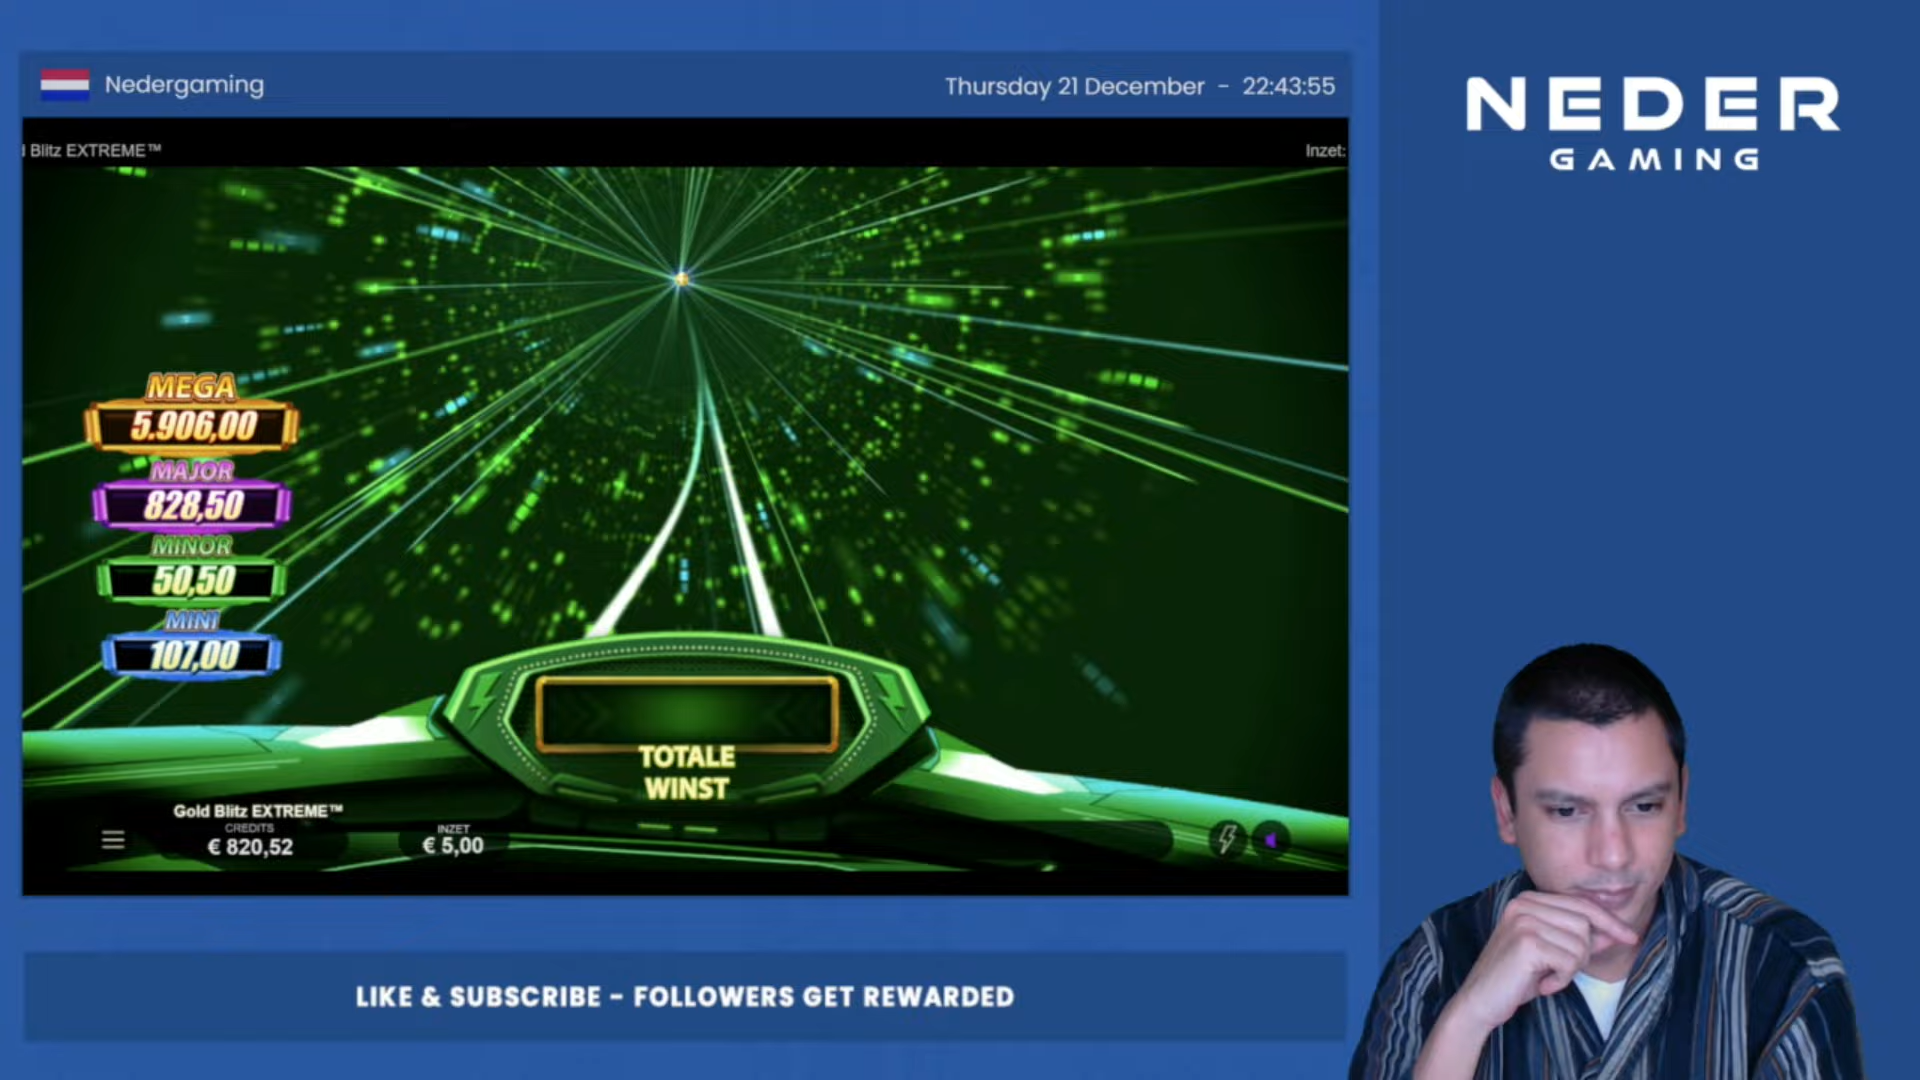 Nedergaming
Thursday 21 December - 22:43:55
NEDER
GAMING
d Blitz EXTREME™
Inzet:
MEGA
5.906,00
MAJOR
828,50
MINOR
50,50
MINI
107,00
TOTALE
WINST
Gold Blitz EXTREME™
CREDITS
€ 820,52
INZET
€ 5,00
LIKE & SUBSCRIBE - FOLLOWERS GET REWARDED